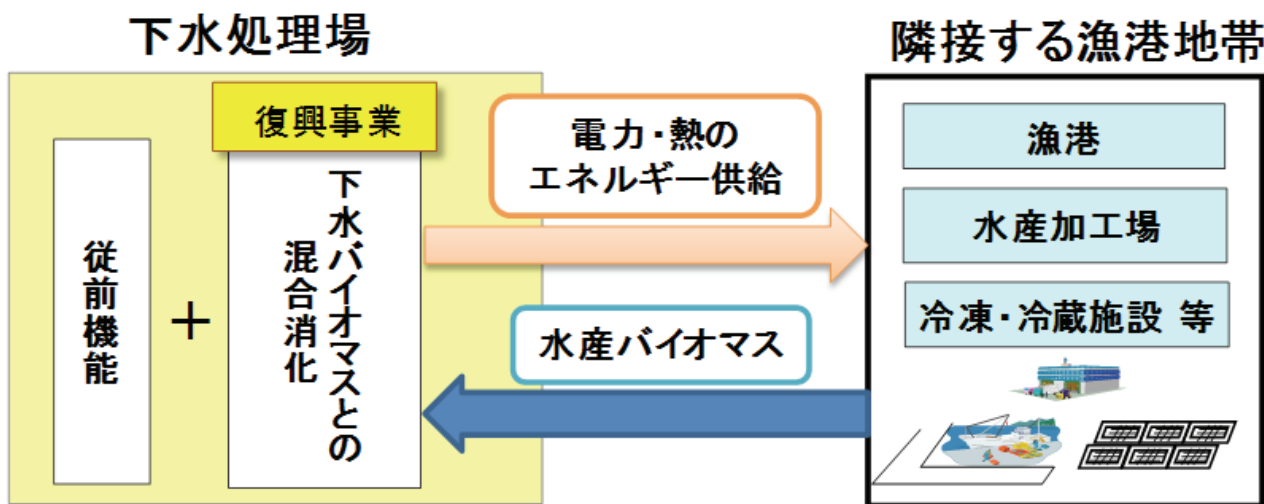 下水処理場
隣接する漁港地帯
復興事業
従前機能
+
下水バイオマスとの
混合消化
電力・熱の
エネルギー供給
水産バイオマス
漁港
水産加工場
冷凍・冷蔵施設 等